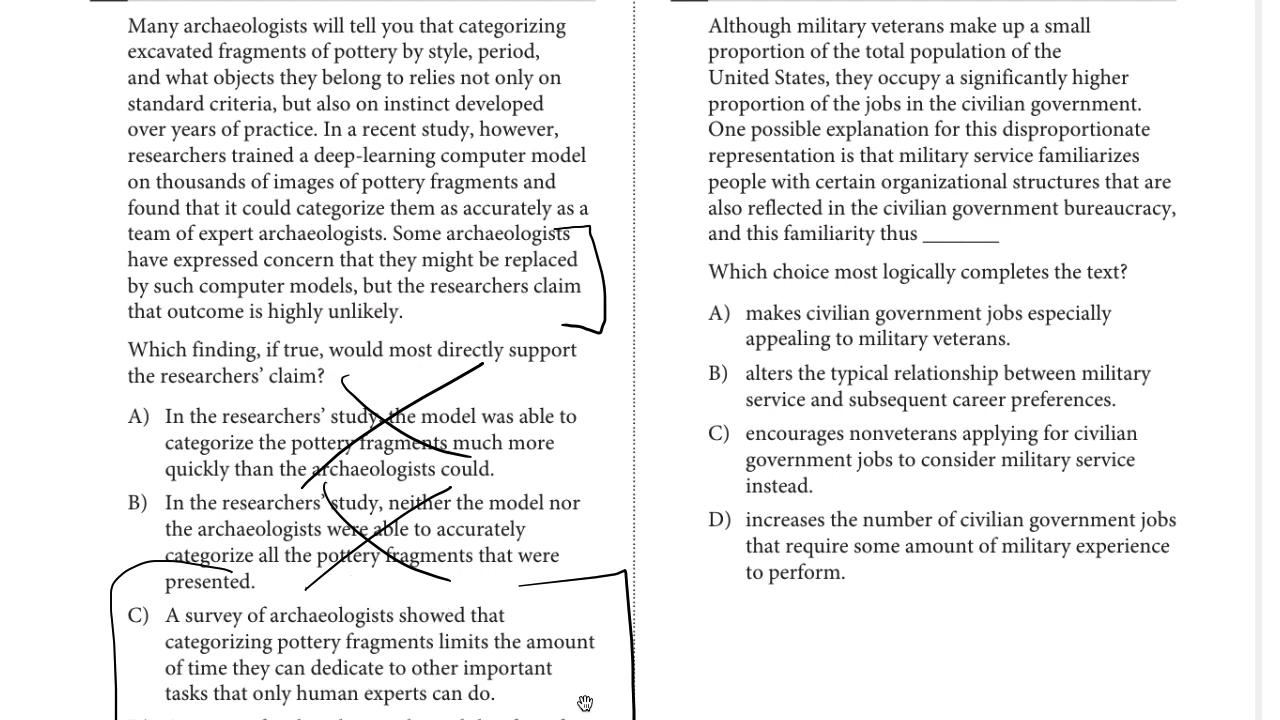 Many archaeologists will tell you that categorizing
excavated fragments of pottery by style, period,
and what objects they belong to relies not only on
standard criteria, but also on instinct developed
over years of practice. In a recent study, however,
researchers trained a deep-learning computer model
on thousands of images of pottery fragments and
found that it could categorize them as accurately as a
team of expert archaeologists. Some archaeologists
have expressed concern that they might be replaced
by such computer models, but the researchers claim
that outcome is highly unlikely.
Which finding, if true, would most directly support
the researchers' claim?
A) In the researchers' study, the model was able to
categorize the pottery fragments much more
quickly than the archaeologists could.
B) In the researchers' study, neither the model nor
the archaeologists were able to accurately
categorize all the pottery fragments that were
presented.
C) A survey of archaeologists showed that
categorizing pottery fragments limits the amount
of time they can dedicate to other important
tasks that only human experts can do.
Although military veterans make up a small
proportion of the total population of the
United States, they occupy a significantly higher
proportion of the jobs in the civilian government.
One possible explanation for this disproportionate
representation is that military service familiarizes
people with certain organizational structures that are
also reflected in the civilian government bureaucracy,
and this familiarity thus _______
Which choice most logically completes the text?
A) makes civilian government jobs especially
appealing to military veterans.
B) alters the typical relationship between military
service and subsequent career preferences.
C) encourages nonveterans applying for civilian
government jobs to consider military service
instead.
D) increases the number of civilian government jobs
that require some amount of military experience
to perform.